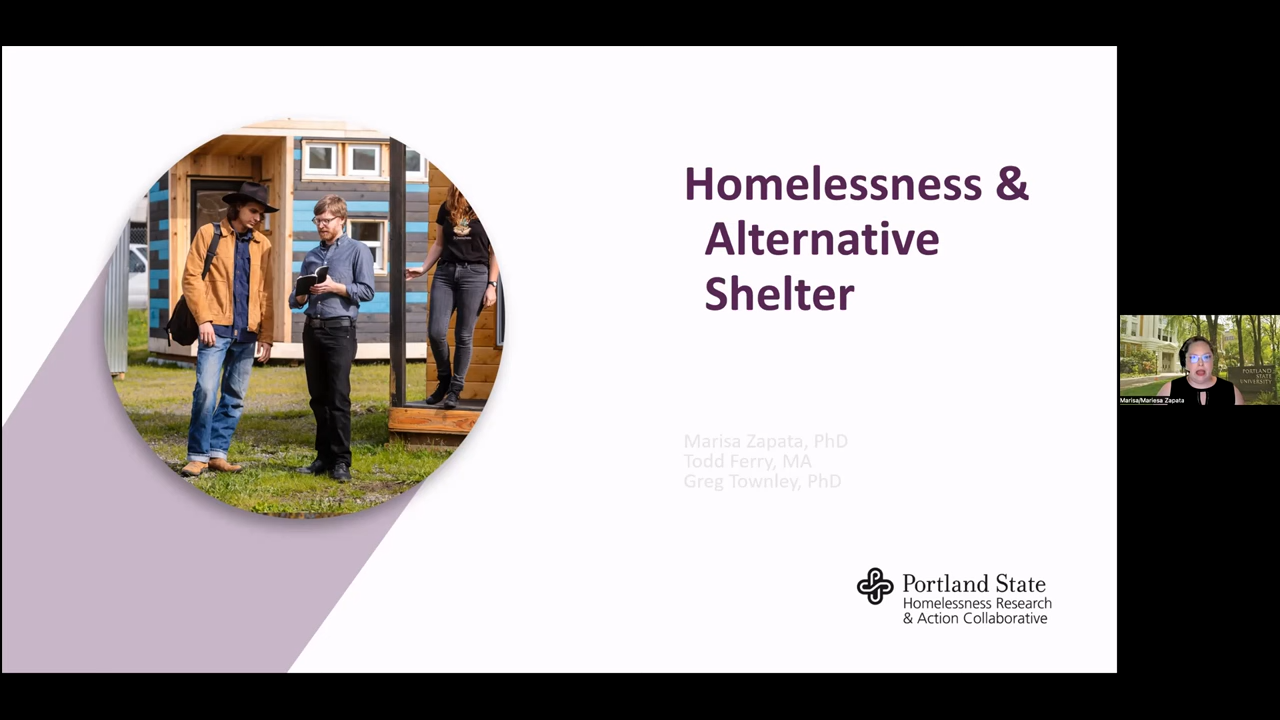 Homelessness &
Alternative
Shelter
Marisa Zapata, PhD
Todd Ferry, MA
Greg Townley, PhD
Portland State
Homelessness Research
& Action Collaborative
PORTLAND
STATE
UNIVERSITY
Marisa/Mariesa Zapata